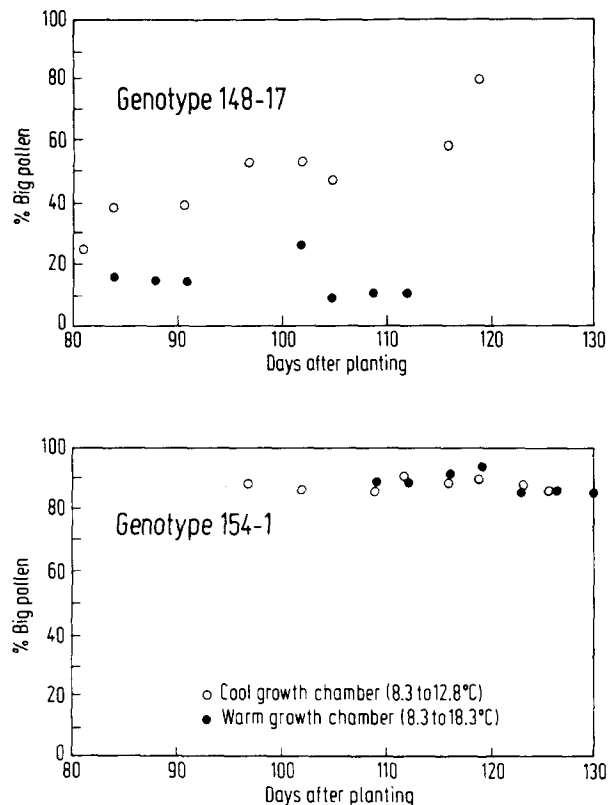 100
80
60
40
20
0
% Big pollen
Genotype 148-17
80 90 100 110 120 130
Days after planting
100
80
60
40
20
0
% Big pollen
Genotype 154-1
○ Cool growth chamber (8.3 to 12.8°C)
● Warm growth chamber (8.3 to 18.3°C)
80 90 100 110 120 130
Days after planting